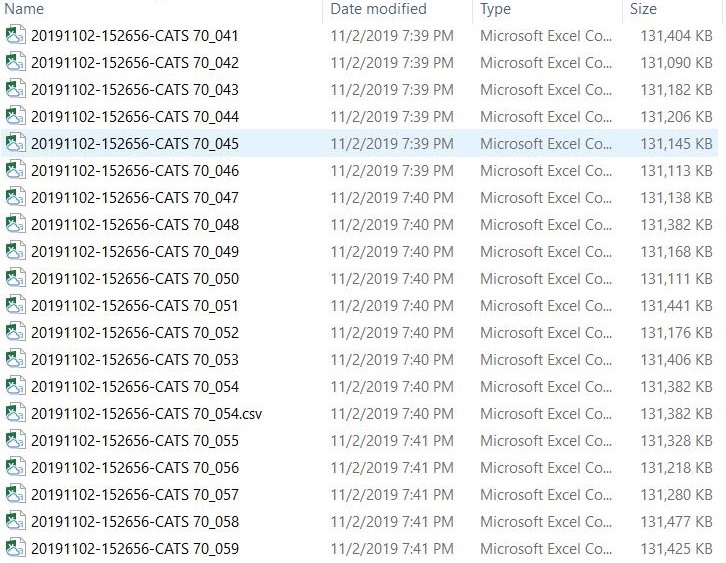 Name Date modified Type Size
20191102-152656-CATS 70_041 11/2/2019 7:39 PM Microsoft Excel Co... 131,404 KB
20191102-152656-CATS 70_042 11/2/2019 7:39 PM Microsoft Excel Co... 131,090 KB
20191102-152656-CATS 70_043 11/2/2019 7:39 PM Microsoft Excel Co... 131,182 KB
20191102-152656-CATS 70_044 11/2/2019 7:39 PM Microsoft Excel Co... 131,206 KB
20191102-152656-CATS 70_045 11/2/2019 7:39 PM Microsoft Excel Co... 131,145 KB
20191102-152656-CATS 70_046 11/2/2019 7:39 PM Microsoft Excel Co... 131,113 KB
20191102-152656-CATS 70_047 11/2/2019 7:40 PM Microsoft Excel Co... 131,138 KB
20191102-152656-CATS 70_048 11/2/2019 7:40 PM Microsoft Excel Co... 131,382 KB
20191102-152656-CATS 70_049 11/2/2019 7:40 PM Microsoft Excel Co... 131,168 KB
20191102-152656-CATS 70_050 11/2/2019 7:40 PM Microsoft Excel Co... 131,111 KB
20191102-152656-CATS 70_051 11/2/2019 7:40 PM Microsoft Excel Co... 131,441 KB
20191102-152656-CATS 70_052 11/2/2019 7:40 PM Microsoft Excel Co... 131,176 KB
20191102-152656-CATS 70_053 11/2/2019 7:40 PM Microsoft Excel Co... 131,406 KB
20191102-152656-CATS 70_054 11/2/2019 7:40 PM Microsoft Excel Co... 131,382 KB
20191102-152656-CATS 70_054.csv 11/2/2019 7:40 PM Microsoft Excel Co... 131,382 KB
20191102-152656-CATS 70_055 11/2/2019 7:41 PM Microsoft Excel Co... 131,328 KB
20191102-152656-CATS 70_056 11/2/2019 7:41 PM Microsoft Excel Co... 131,218 KB
20191102-152656-CATS 70_057 11/2/2019 7:41 PM Microsoft Excel Co... 131,280 KB
20191102-152656-CATS 70_058 11/2/2019 7:41 PM Microsoft Excel Co... 131,477 KB
20191102-152656-CATS 70_059 11/2/2019 7:41 PM Microsoft Excel Co... 131,425 KB